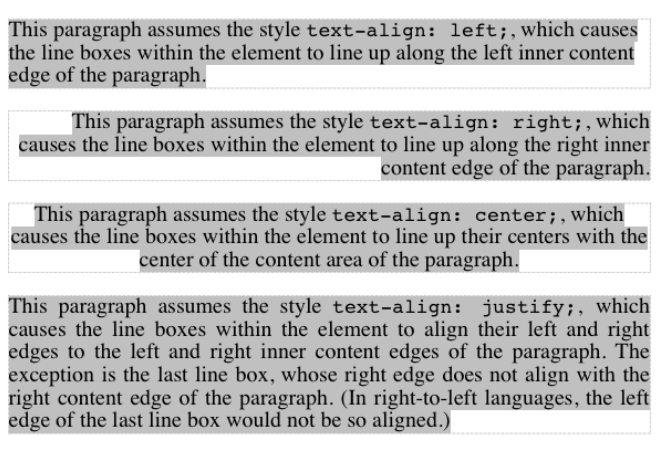 This paragraph assumes the style text-align: left;, which causes
the line boxes within the element to line up along the left inner content
edge of the paragraph.
This paragraph assumes the style text-align: right;, which
causes the line boxes within the element to line up along the right inner
content edge of the paragraph.
This paragraph assumes the style text-align: center;, which
causes the line boxes within the element to line up their centers with the
center of the content area of the paragraph.
This paragraph assumes the style text-align: justify;, which
causes the line boxes within the element to align their left and right
edges to the left and right inner content edges of the paragraph. The
exception is the last line box, whose right edge does not align with the
right content edge of the paragraph. (In right-to-left languages, the left
edge of the last line box would not be so aligned.)